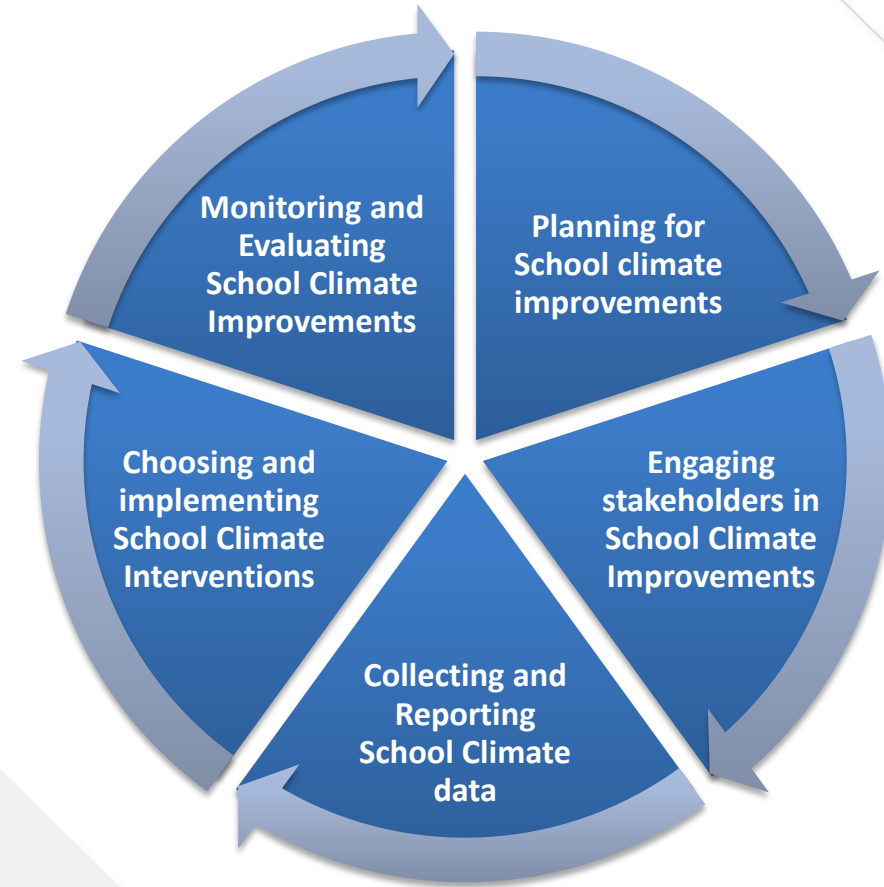 Monitoring and
Evaluating
School Climate
Improvements
Planning for
School climate
improvements
Engaging
stakeholders in
School Climate
Improvements
Collecting and
Reporting
School Climate
data
Choosing and
implementing
School Climate
Interventions